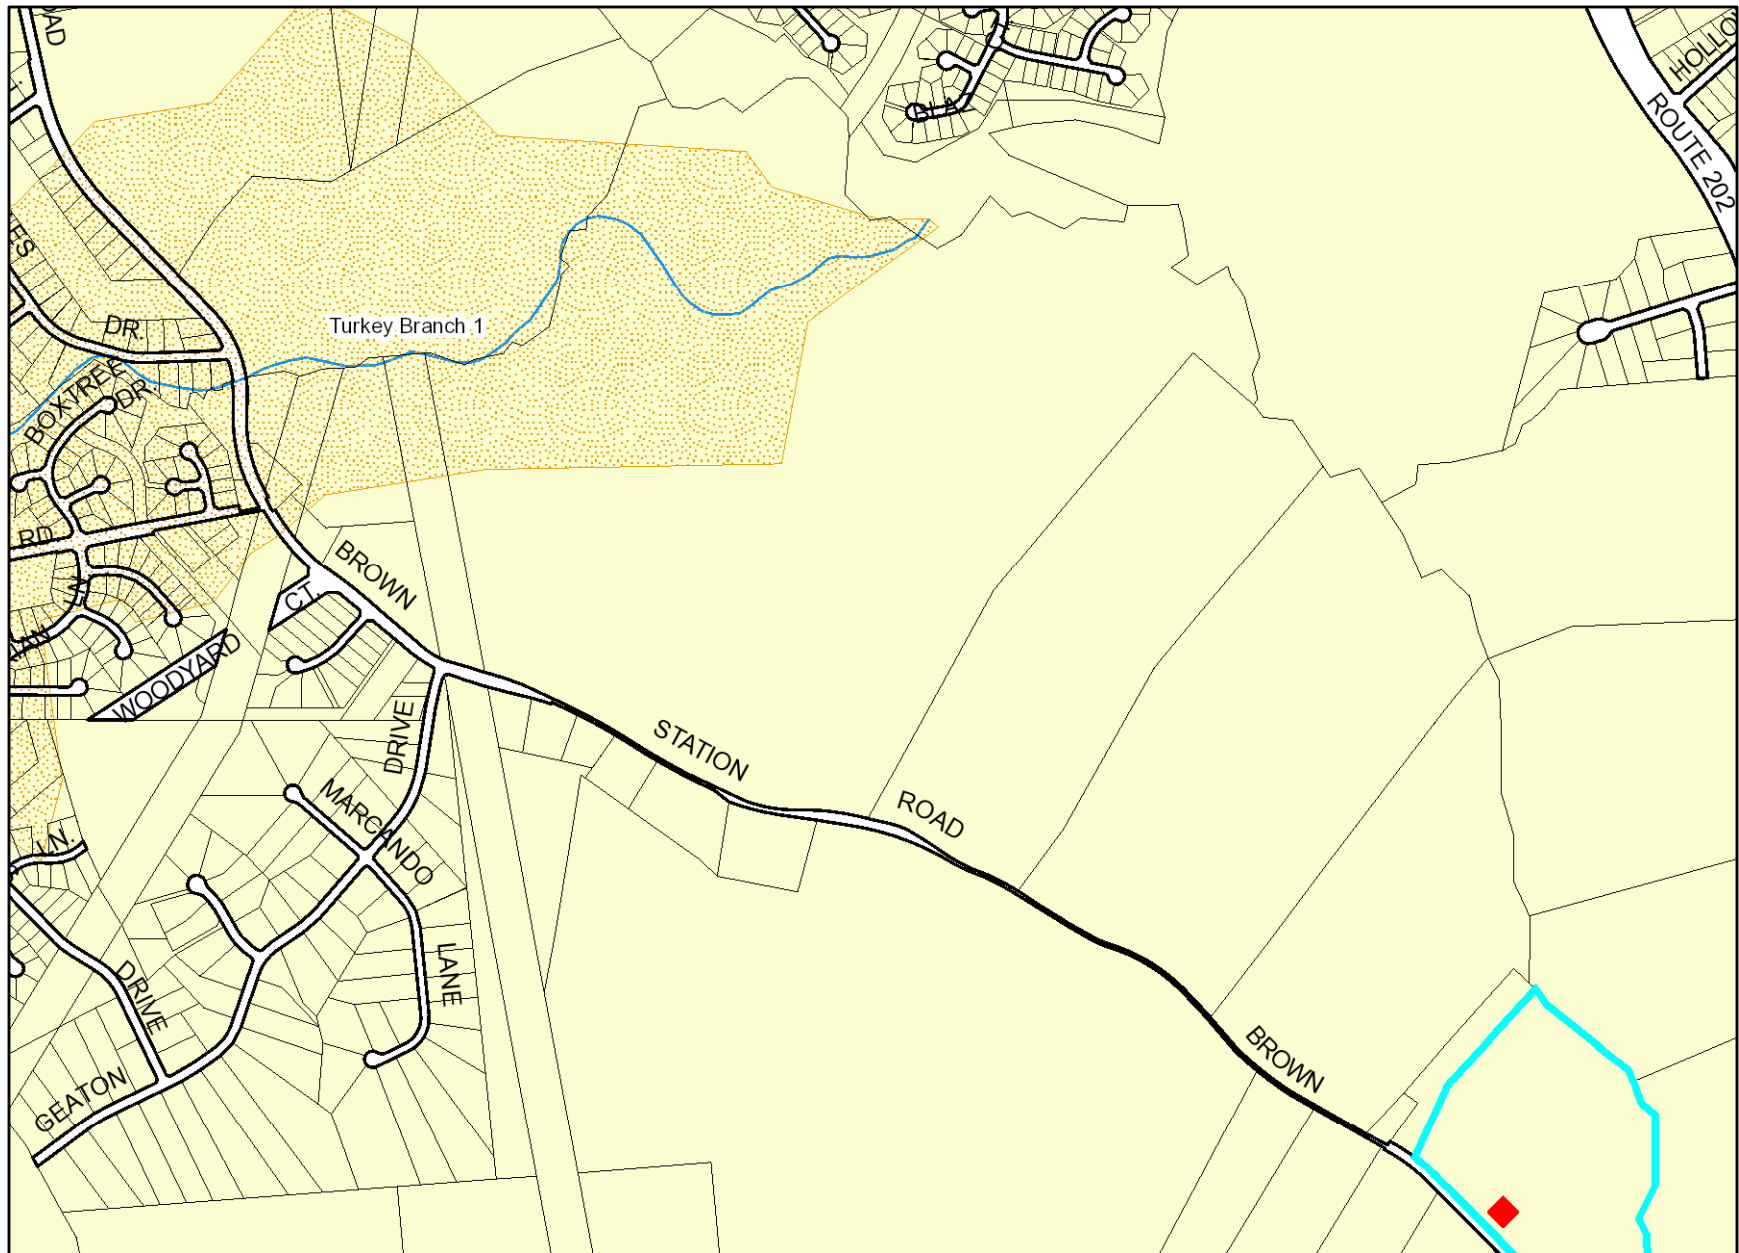 ROUTE 202
DR.
Turkey Branch 1
BOXTREE
DR.
RD.
BROWN
CT.
WOODYARD
DRIVE
STATION
MARCANDO
ROAD
LN.
LANE
DRIVE
BROWN
GEATON